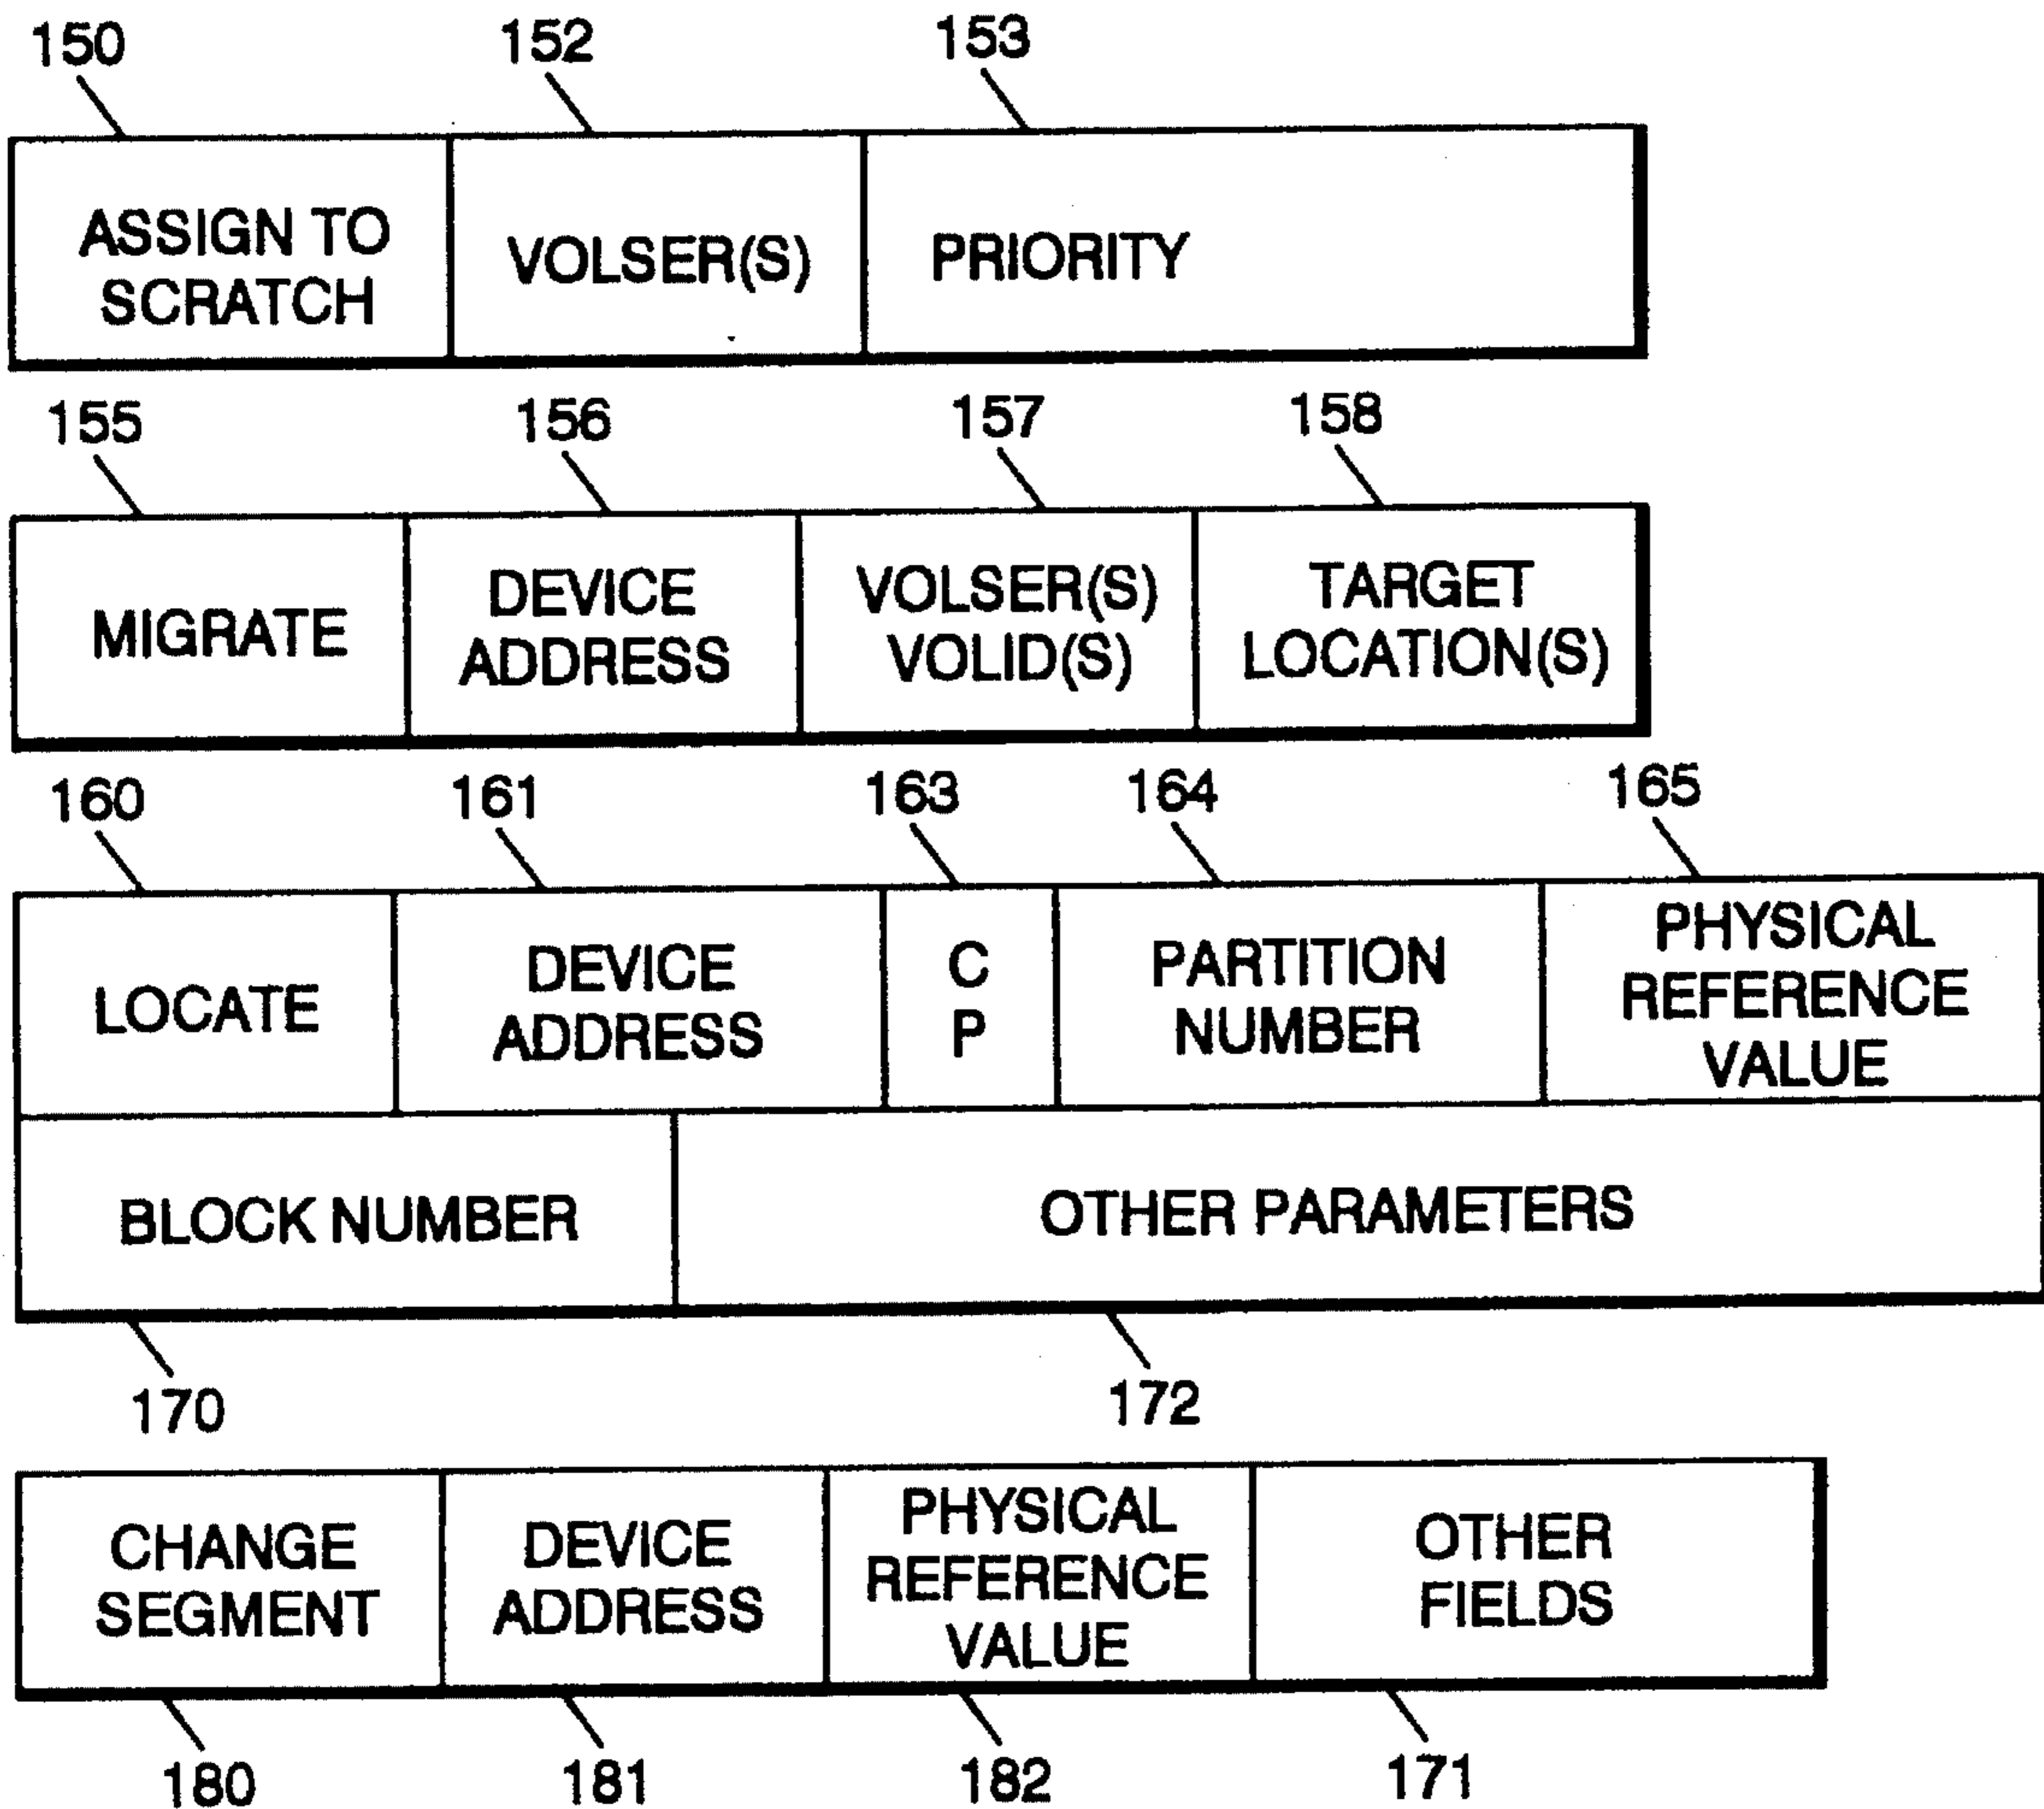 150 152 153
ASSIGN TO
SCRATCH
VOLSER(S)
PRIORITY
155 156 157 158
MIGRATE
DEVICE
ADDRESS
VOLSER(S)
VOLID(S)
TARGET
LOCATION(S)
160 161 163 164 165
LOCATE
DEVICE
ADDRESS
C
P
PARTITION
NUMBER
PHYSICAL
REFERENCE
VALUE
BLOCK NUMBER
OTHER PARAMETERS
170 172
CHANGE
SEGMENT
DEVICE
ADDRESS
PHYSICAL
REFERENCE
VALUE
OTHER
FIELDS
180 181 182 171